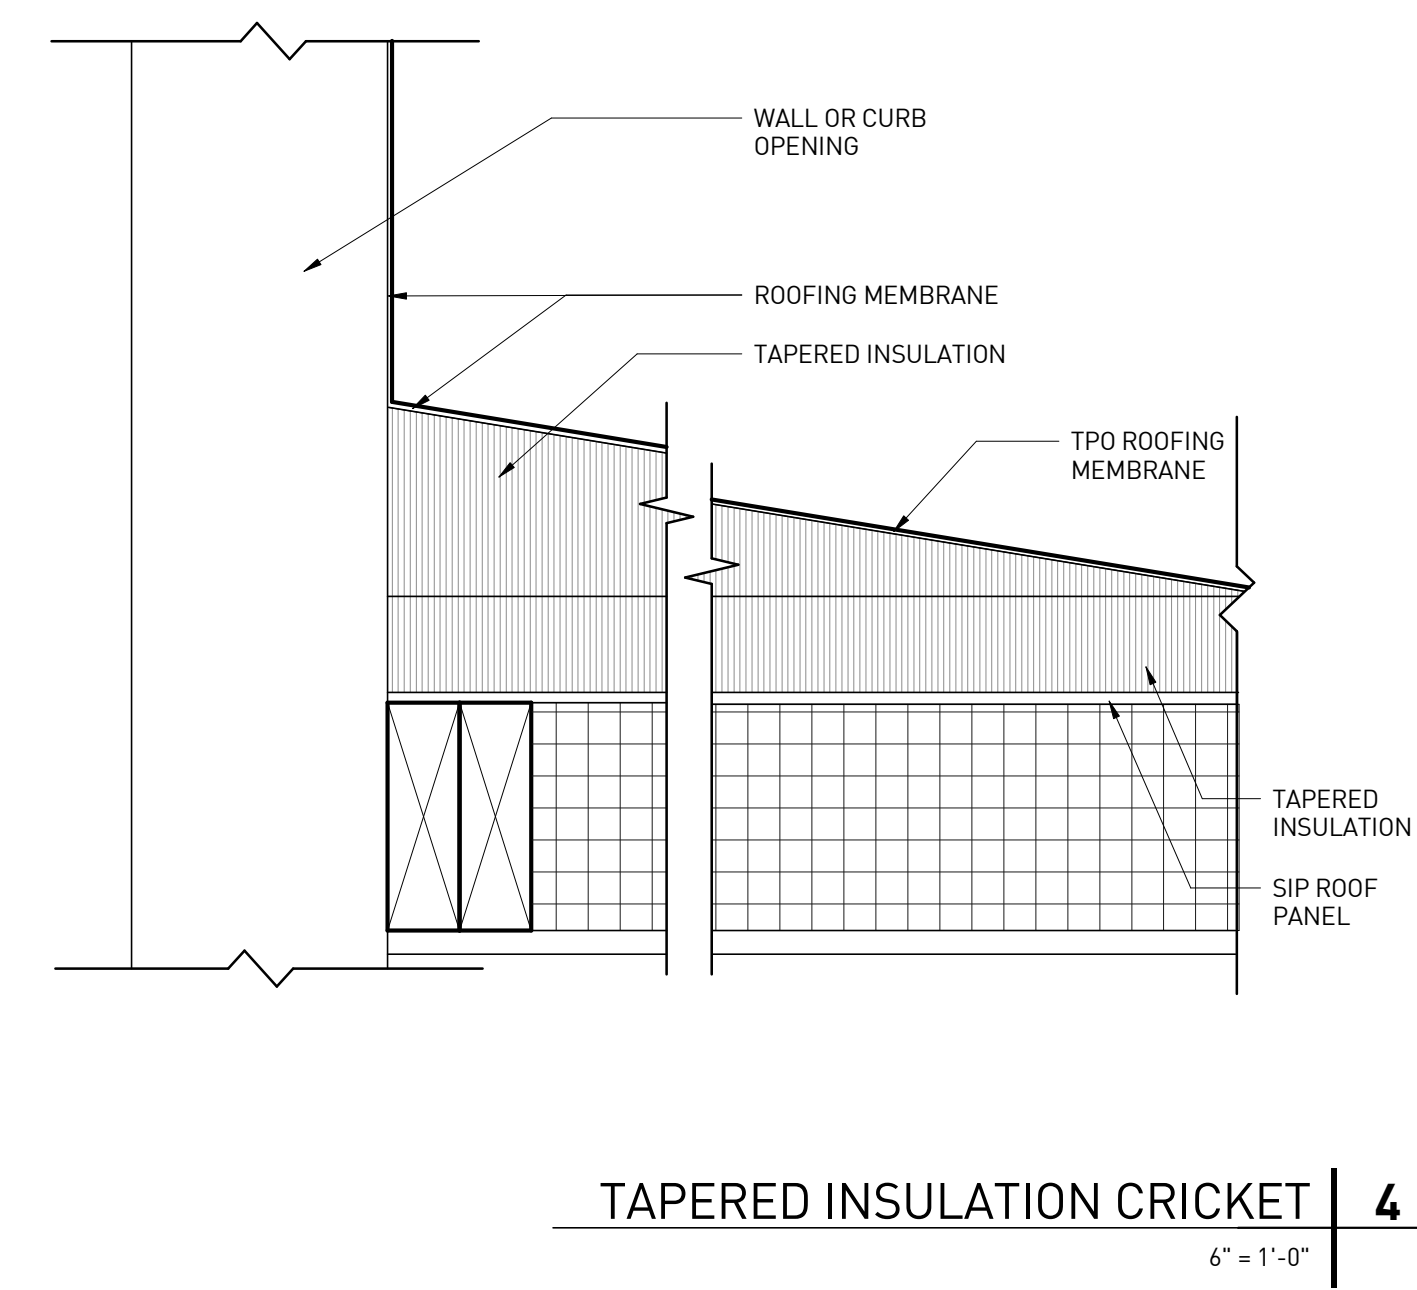 WALL OR CURB
OPENING
ROOFING MEMBRANE
TAPERED INSULATION
TPO ROOFING
MEMBRANE
TAPERED
INSULATION
SIP ROOF
PANEL
TAPERED INSULATION CRICKET
4
6" = 1'-0"